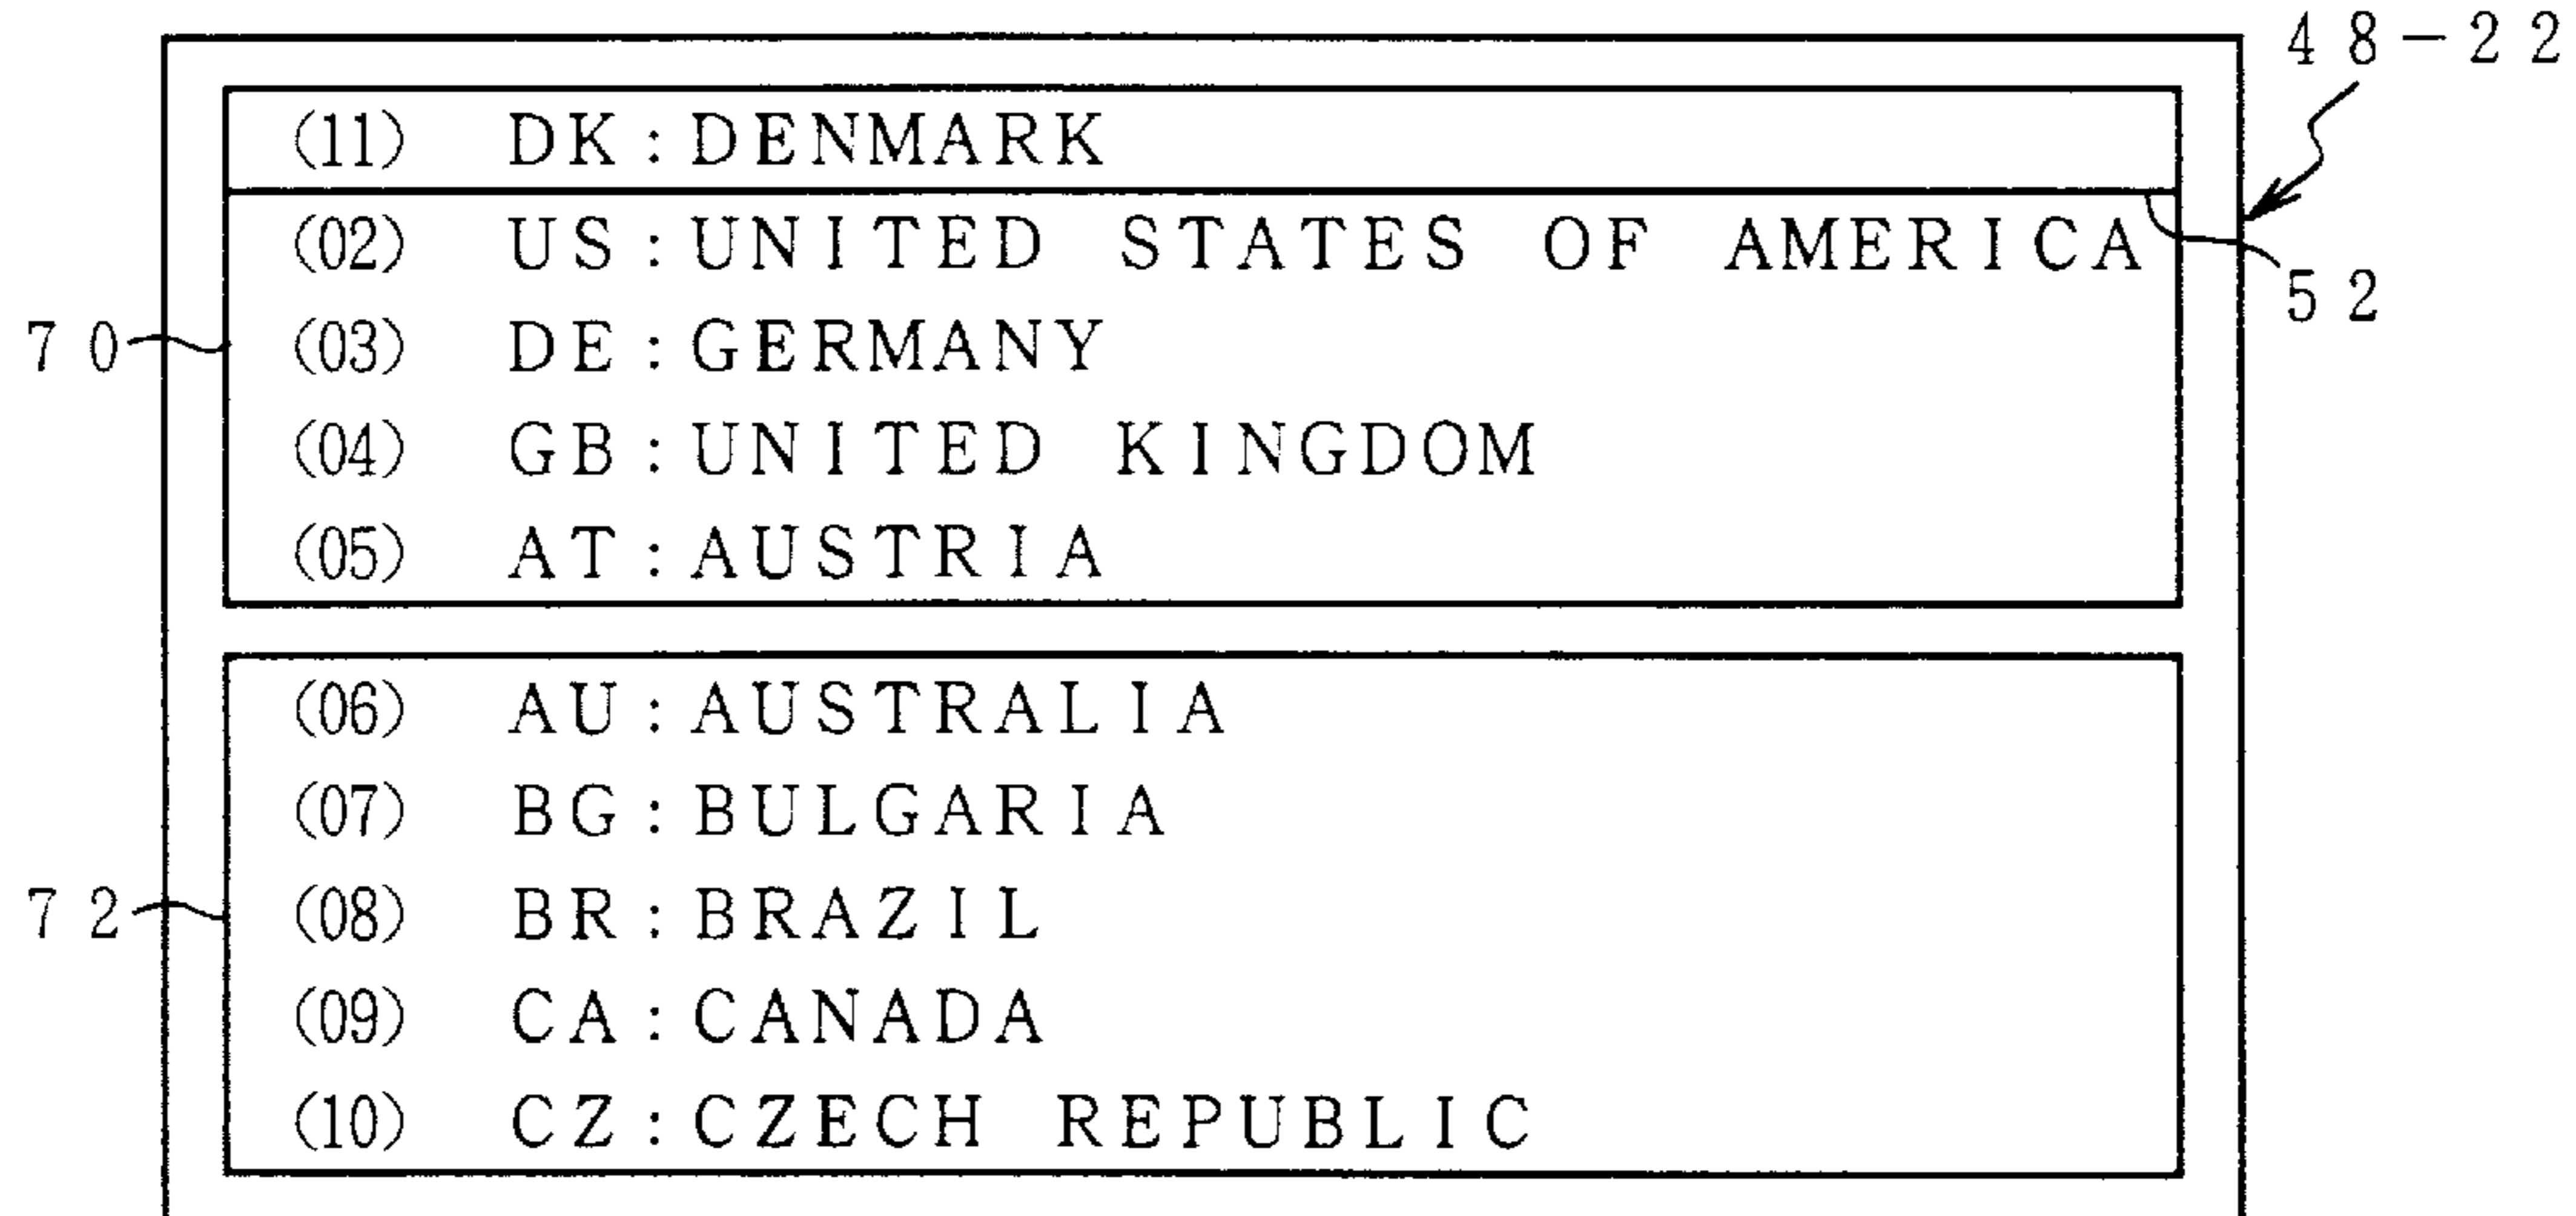 48-22
(11) DK:DENMARK
(02) US:UNITED STATES OF AMERICA
52
70
(03) DE:GERMANY
(04) GB:UNITED KINGDOM
(05) AT:AUSTRIA
(06) AU:AUSTRALIA
(07) BG:BULGARIA
72
(08) BR:BRAZIL
(09) CA:CANADA
(10) CZ:CZECH REPUBLIC